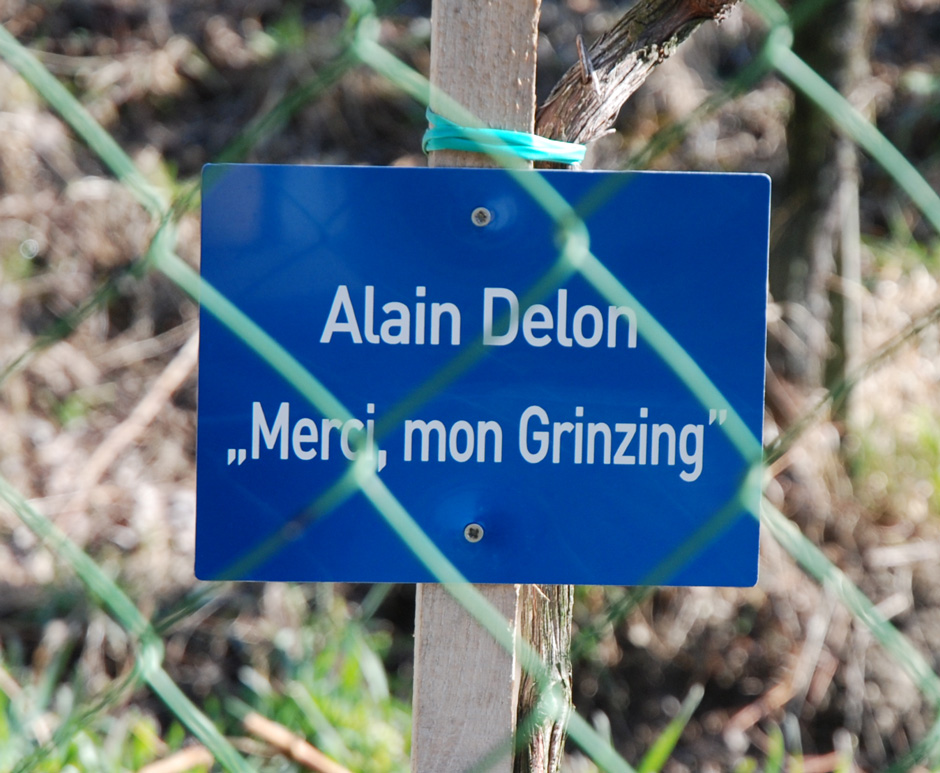 Alain Delon
„Merci, mon Grinzing”